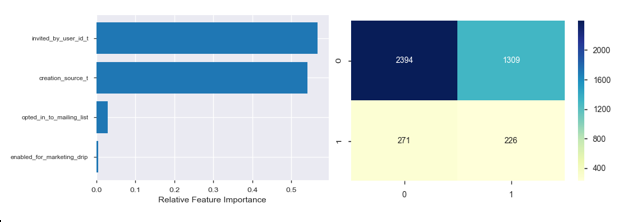 invited_by_user_id_t
creation_source_t
opted_in_to_mailing_list
enabled_for_marketing_drip
0.0 0.1 0.2 0.3 0.4 0.5
Relative Feature Importance
0 2394 1309
1 271 226
0 1
2000
1600
1200
800
400